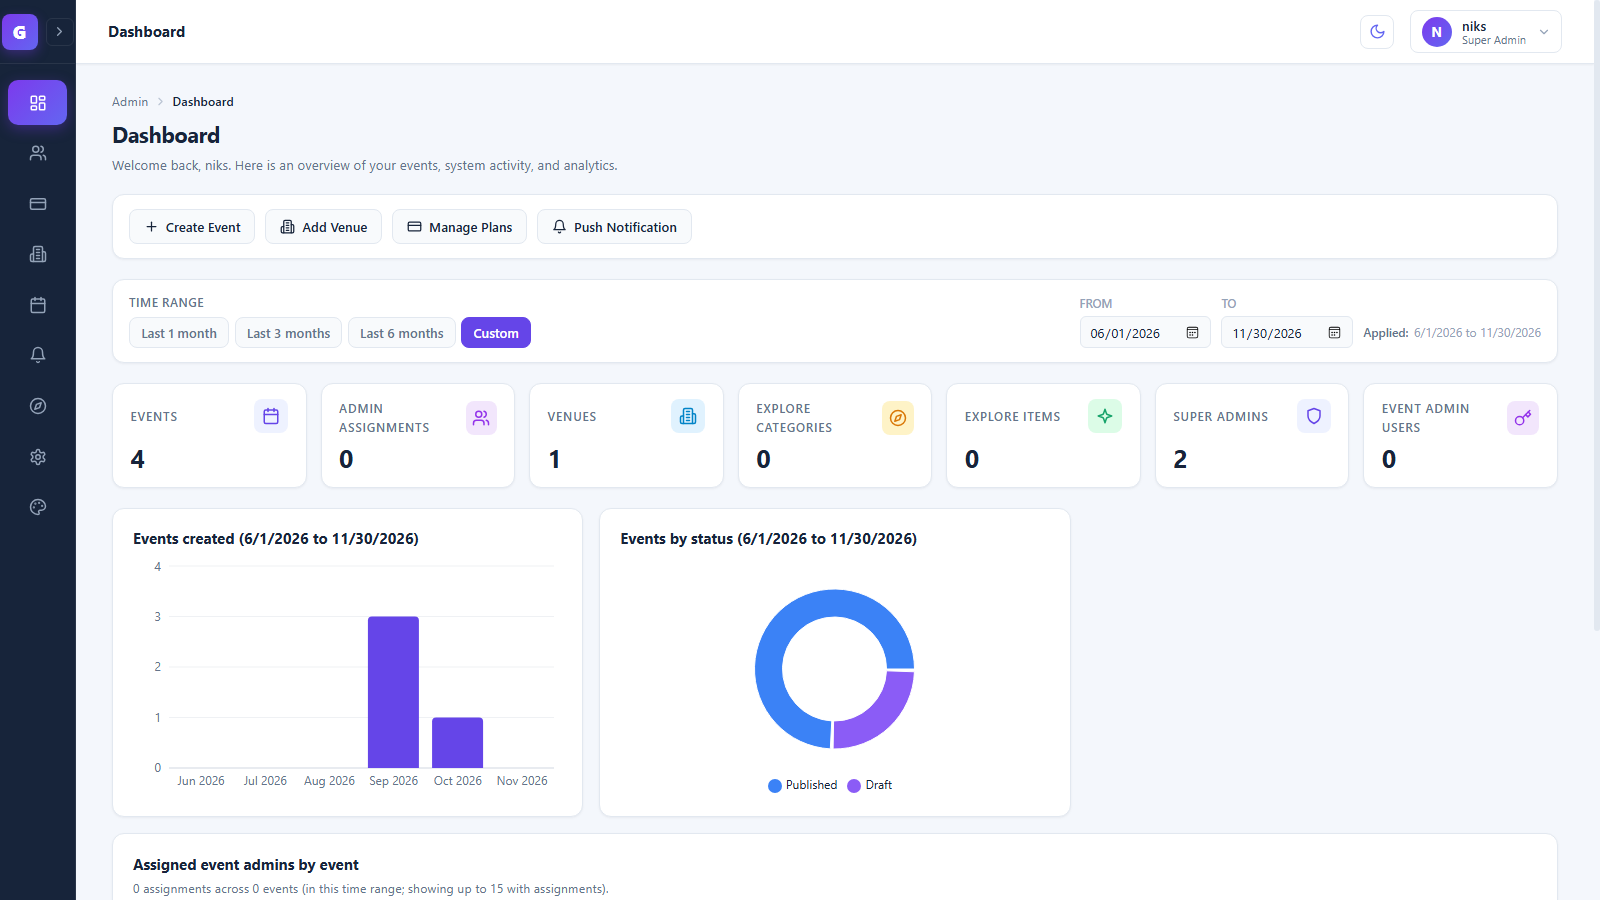 G
Dashboard
N
niks
Super Admin
Admin > Dashboard
Dashboard
Welcome back, niks. Here is an overview of your events, system activity, and analytics.
Create Event
Add Venue
Manage Plans
Push Notification
TIME RANGE
Last 1 month
Last 3 months
Last 6 months
Custom
FROM
06/01/2026
TO
11/30/2026
Applied: 6/1/2026 to 11/30/2026
EVENTS
4
ADMIN
ASSIGNMENTS
0
VENUES
1
EXPLORE
CATEGORIES
0
EXPLORE ITEMS
0
SUPER ADMINS
2
EVENT ADMIN
USERS
0
Events created (6/1/2026 to 11/30/2026)
4
3
2
1
0
Jun 2026
Jul 2026
Aug 2026
Sep 2026
Oct 2026
Nov 2026
Events by status (6/1/2026 to 11/30/2026)
Published
Draft
Assigned event admins by event
0 assignments across 0 events (in this time range; showing up to 15 with assignments).